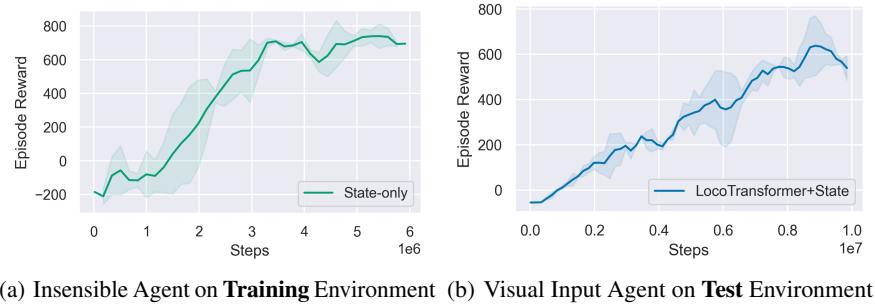 800
600
400
200
0
−200
Episode Reward
State-only
0
1
2
3
4
5
6
Steps
1e6
800
600
400
200
0
Episode Reward
LocoTransformer+State
0.0
0.2
0.4
0.6
0.8
1.0
Steps
1e7
(a) Insensible Agent on Training Environment
(b) Visual Input Agent on Test Environment